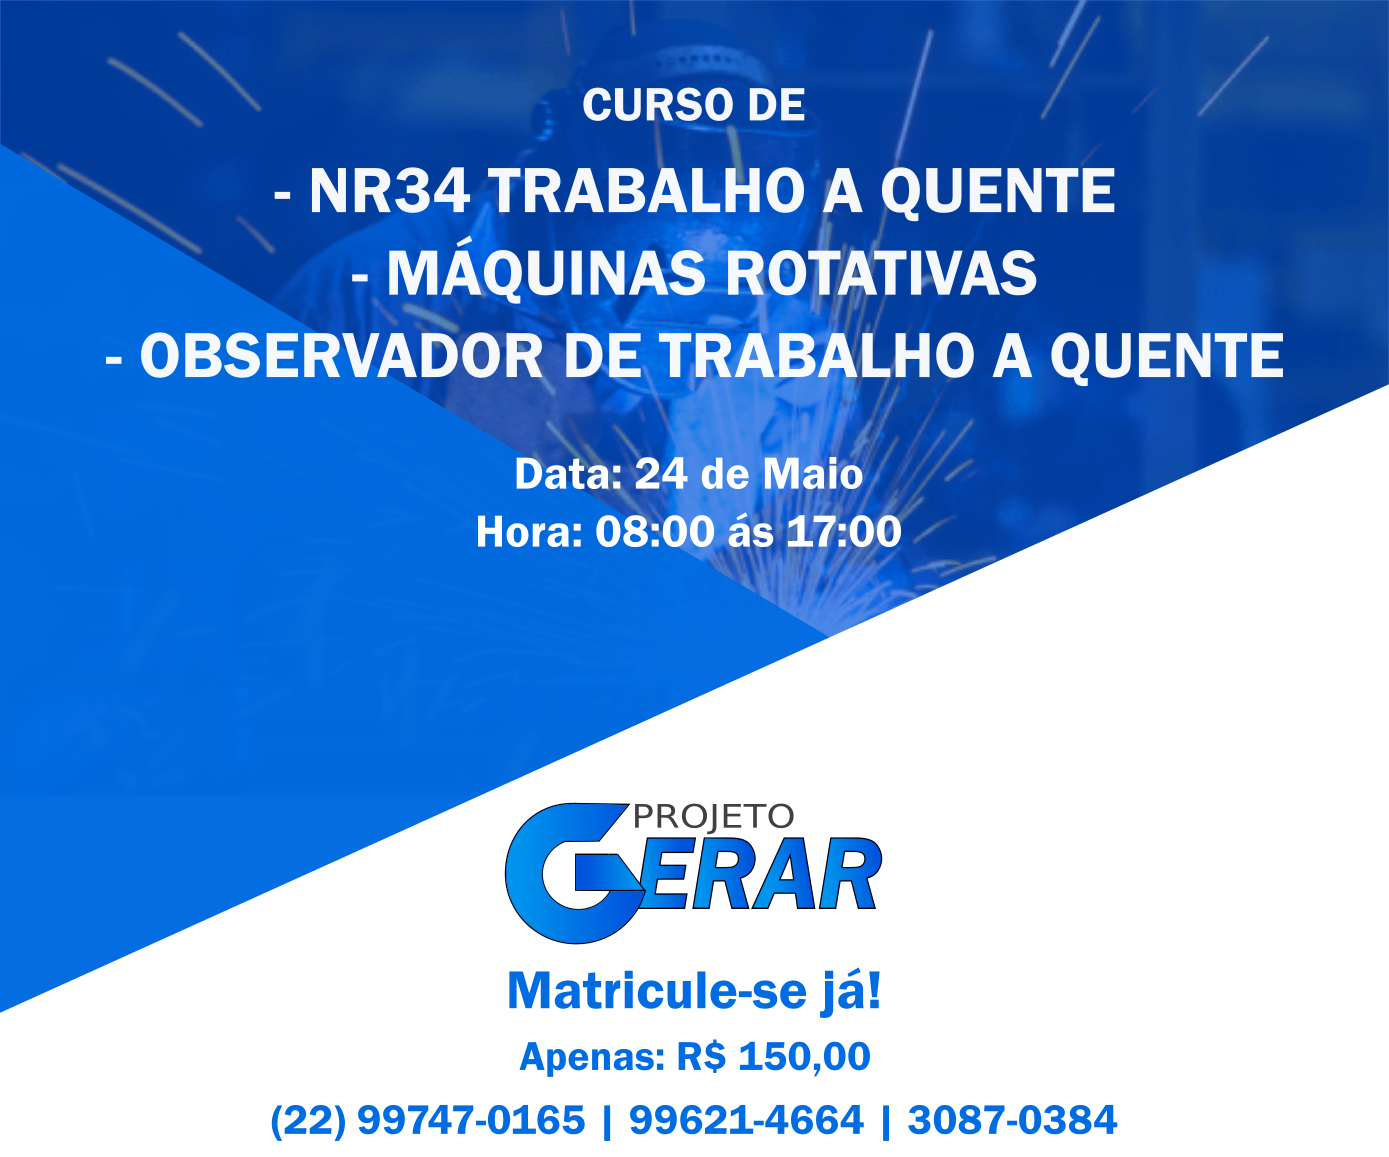 CURSO DE
- NR34 TRABALHO A QUENTE
- MÁQUINAS ROTATIVAS
- OBSERVADOR DE TRABALHO A QUENTE
Data: 24 de Maio
Hora: 08:00 ás 17:00
PROJETO
GERAR
Matricule-se já!
Apenas: R$ 150,00
(22) 99747-0165 | 99621-4664 | 3087-0384